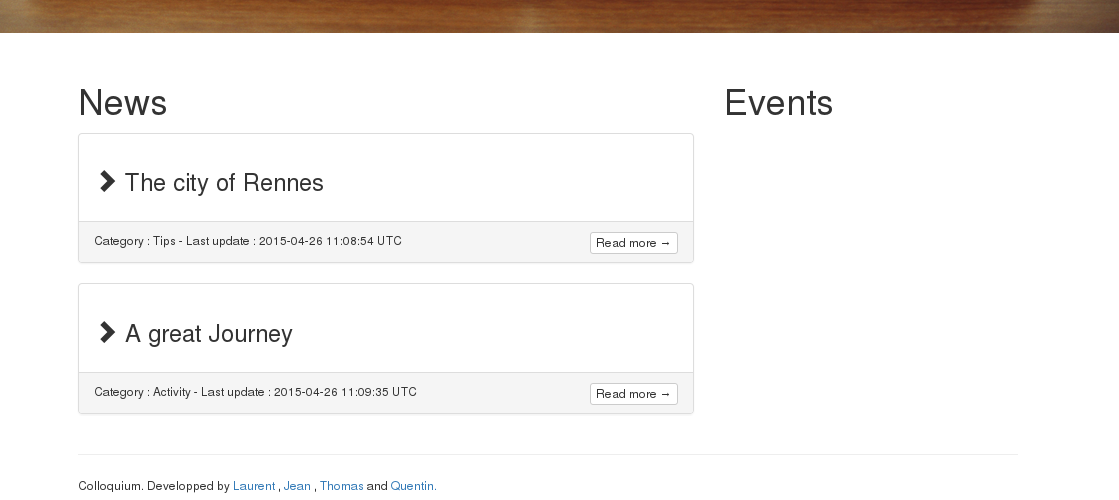 News
Events
The city of Rennes
Category : Tips - Last update : 2015-04-26 11:08:54 UTC
Read more →
A great Journey
Category : Activity - Last update : 2015-04-26 11:09:35 UTC
Read more →
Colloquium. Developped by Laurent , Jean , Thomas and Quentin.